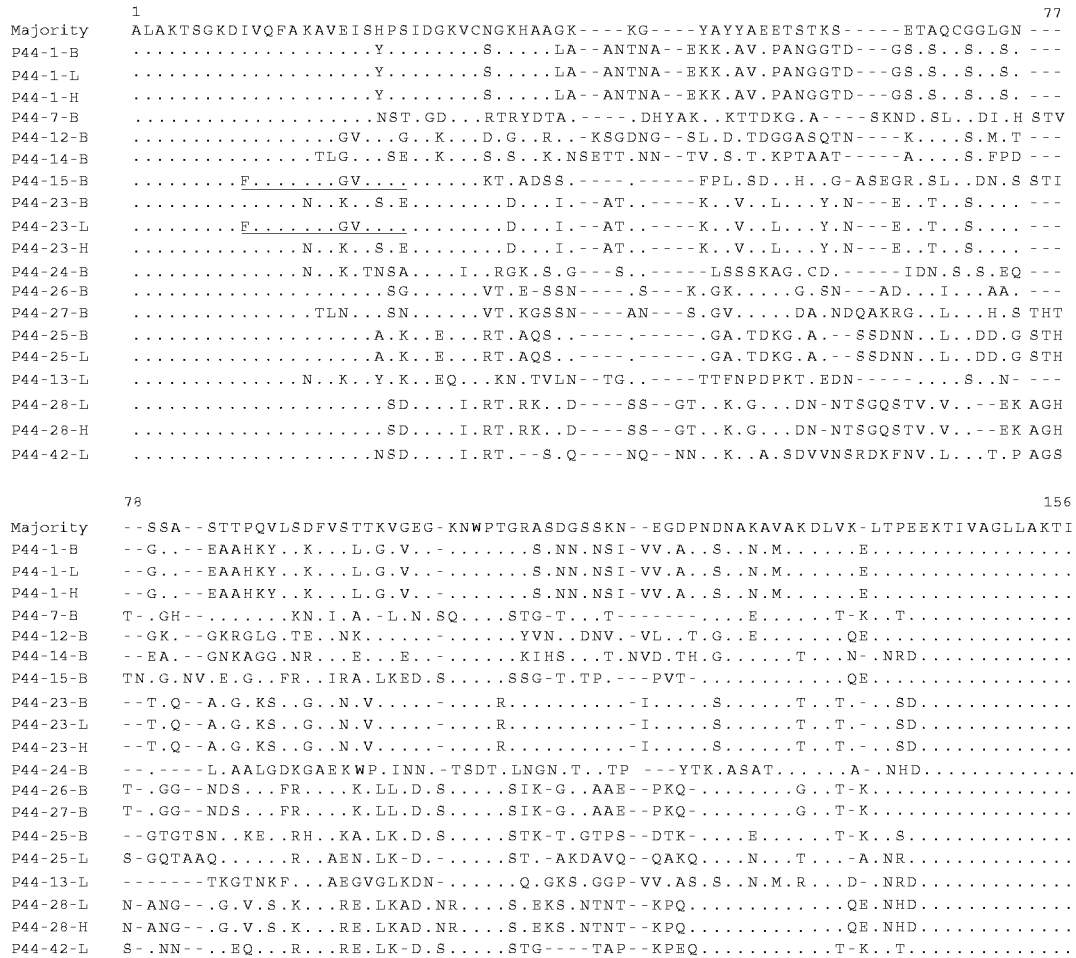 1 77
Majority ALAKTSGKDIVQFAKAVEISHPSIDGKVCNGKHAAGK----KG----YAYYAEETSTKS----ETAQCGGLGN ---
P44-1-B ....................Y........S.....LA--ANTNA--EKK.AV.PANGGTD---GS.S..S..S. ---
P44-1-L ....................Y........S.....LA--ANTNA--EKK.AV.PANGGTD---GS.S..S..S. ---
P44-1-H ....................Y........S.....LA--ANTNA--EKK.AV.PANGGTD---GS.S..S..S. ---
P44-7-B ....................NST.GD..RTRYDTA.----.DHYAK..KTTDKG.A---SKND.SL..DI.H STV
P44-12-B .................GV...G..K...D.G..R..--KSGDNG--SL.D.TDGGASQTN----K....S.M.T ---
P44-14-B ...............TLG...SE..K...S..S..K.NSETT.NN--TV.S.T.KPTAAT-----A....S.FPD ---
P44-15-B .........F.......GV..........KT.ADSS.----.-----FPL.SD..H..G-ASEGR.SL..DN.S STI
P44-23-B ..............N..K..S.E........D...I..AT---......K..V..L...Y.N---E..T..S.... ---
P44-23-L .........F.......GV............D...I..AT---......K..V..L...Y.N---E..T..S.... ---
P44-23-H ..............N..K..S.E........D...I..AT---......K..V..L...Y.N---E..T..S.... ---
P44-24-B ..............N..K.TNSA....I..RGK.S.G---S..------LSSSKAG.CD.-----.IDN.S.S.EQ ---
P44-26-B .....................SG......VT.E-SSN----.S---K.GK.....G.SN---AD...I...AA. ---
P44-27-B ...............TLN...SN......VT.KGSSN----AN---S.GV.....DA.NDQAKRG..L...H.S THT
P44-25-B ....................A.K...E...RT.AQS..----..------GA.TDKG.A---SSDNN..L..DD.G STH
P44-25-L ....................A.K...E...RT.AQS..----..------GA.TDKG.A---SSDNN..L..DD.G STH
P44-13-L ..............N..K..Y.K..EQ...KN.TVLN--TG.------TTFNPDPKT.EDN-----....S..N- ---
P44-28-L .....................SD....I.RT.RK..D----SS--GT..K.G...DN-NTSGQSTV.V..---EK AGH
P44-28-H .....................SD....I.RT.RK..D----SS--GT..K.G...DN-NTSGQSTV.V..---EK AGH
P44-42-L ....................NSD..I.RT.--S.Q----NQ--NN..K..A.SDVVNSRDKFNV.L...T.P AGS
78 156
Majority --SSA--STTPQVLSDFVSTTKVGEG-KNWPTGRASDGSSKNN--EGDPNDNAKAVAKDLVK-LTPEEKTIVAGLLAKTI
P44-1-B --G..--EAAHKY..K...L.G.V..-.........S.NN.NSI-VV.A..S..N.M......E.................
P44-1-L --G..--EAAHKY..K...L.G.V..-.........S.NN.NSI-VV.A..S..N.M......E.................
P44-1-H --G..--EAAHKY..K...L.G.V..-.........S.NN.NSI-VV.A..S..N.M......E.................
P44-7-B T-.GH--.......KN.I.A.-L.N.SQ....STG-T...T-------.....E......T-K..T..............
P44-12-B --GK.--GKRGLG.TE..NK...--..........YVN..DNV.-VL..T.G..E.........QE................
P44-14-B --EA.--GNKAGG.NR...E...E...-........KIHS...T.NVD.TH.G......T...N-.NRD..............
P44-15-B TN.G.NV.E.G..FR..IRA.LKED.S.....SSG-T.TP.---PVT-...........QE................
P44-23-B --T.Q--A.G.KS..G..N.V.....-.....R...........I.....S.....T..T.-..SD.............
P44-23-L --T.Q--A.G.KS..G..N.V.....-.....R...........I.....S.....T..T.-..SD.............
P44-23-H --T.Q--A.G.KS..G..N.V.....-.....R...........I.....S.....T..T.-..SD.............
P44-24-B --.----L.AALGDKGAEKWP.INN.-TSDT.LNGN.T..TP ---YTK.ASAT.......A-.NHD............
P44-26-B T-.GG--NDS...FR....K.LL.D.S.....SIK-G..AAE--PKQ-........G..T-K................
P44-27-B T-.GG--NDS...FR....K.LL.D.S.....SIK-G..AAE--PKQ-........G..T-K................
P44-25-B --GTGTSN..KE..RH..KA.LK.D.S.....STK-T.GTPS--DTK-....E......T-K..S..............
P44-25-L S-GQTAAQ......R..AEN.LK-D.-S.....ST.-AKDAVQ--QAKQ....N...T....-A.NR..............
P44-13-L -------TKGTNKF...AEGVGLKDN-......Q.GKS.GGP-VV.AS.S..N.M.R...D-.NRD..............
P44-28-L N-ANG--.G.V.S.K...RE.LKAD.NR....S.EKS.NTNT--KPQ.............QE.NHD..............
P44-28-H N-ANG--.G.V.S.K...RE.LKAD.NR....S.EKS.NTNT--KPQ.............QE.NHD..............
P44-42-L S-.NN--..EQ..R....RE.LK-D.S.....STG----TAP--KPEQ...........T-K..T..............